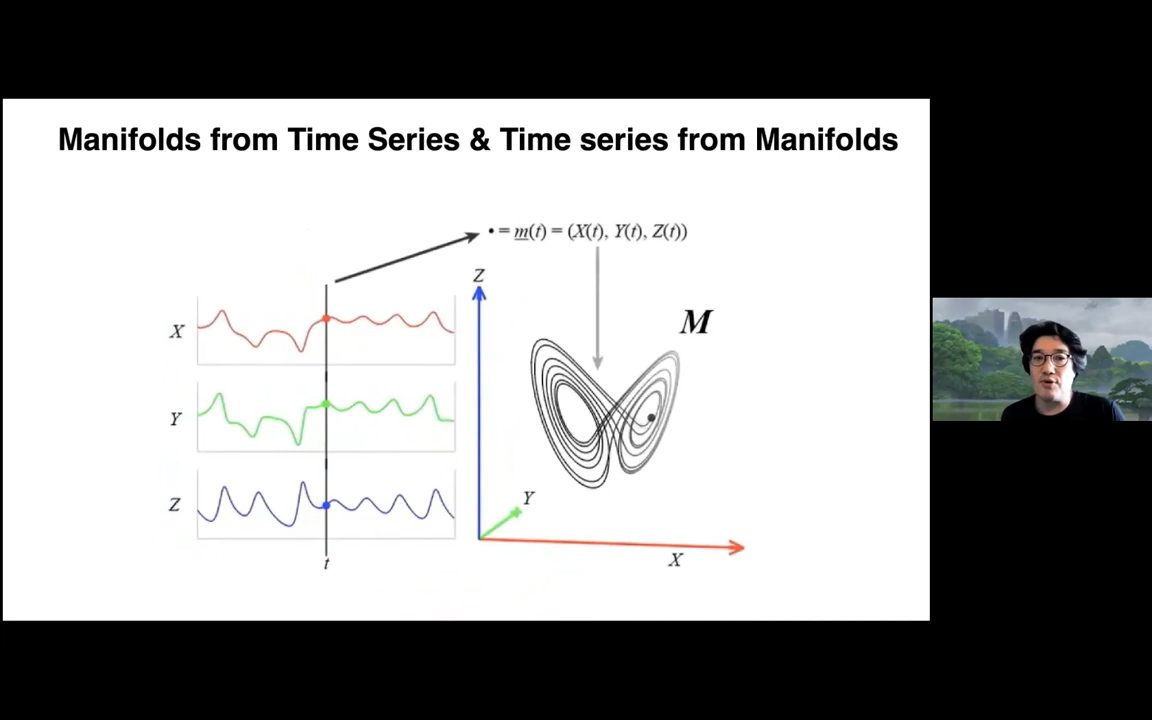 Manifolds from Time Series & Time series from Manifolds
• = m(t) = (X(t), Y(t), Z(t))
Z
M
X
Y
Z
Y
X
t